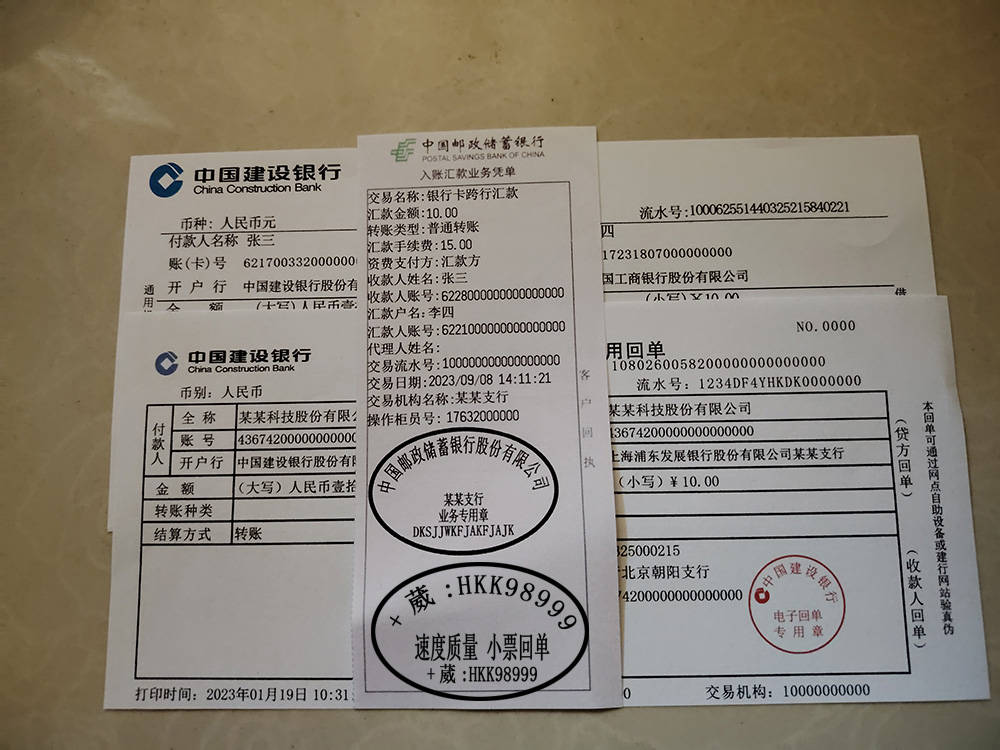 中国建设银行
China Construction Bank
币种：人民币元
付款人名称 张三
账(卡)号 621700332000000
开户行 中国建设银行股份有
金 额 (大写)人民币壹
通用
流水号:100062551440325215840221
四
17231807000000000
国工商银行股份有限公司
(小写)￥10.00
借
中国邮政储蓄银行
POSTAL SAVINGS BANK OF CHINA
入账汇款业务凭单
交易名称:银行卡跨行汇款
汇款金额:10.00
转账类型:普通转账
汇款手续费:15.00
资费支付方:汇款方
收款人姓名:张三
收款人账号:6228000000000000000
汇款户名:李四
汇款人账号:6221000000000000000
代理人姓名:
交易流水号:100000000000000000
交易日期:2023/09/08 14:11:21
交易机构名称:某某支行
操作柜员号: 17632000000
客户回执
中国邮政储蓄银行股份有限公司
某某支行
业务专用章
DKSJJWKFJAKFJAJK
+葳:HKK98999
速度质量 小票回单
+葳:HKK98999
中国建设银行
China Construction Bank
币别：人民币
付款人
全 称 某某科技股份有限
账 号 43674200000000000
开户行 中国建设银行股份有
金 额 (大写)人民币壹拾
转账种类
结算方式 转账
打印时间：2023年01月19日 10:31
NO.0000
用回单
1080260058200000000000000
流水号：1234DF4YHKDK0000000
某某科技股份有限公司
43674200000000000
上海浦东发展银行股份有限公司某某支行
(小写)￥10.00
325000215
行北京朝阳支行
74200000000000000
中国建设银行
电子回单
专用章
(贷方回单)
(收款人回单)
本回单可通过网点自助设备或建行网站验真伪
交易机构：10000000000